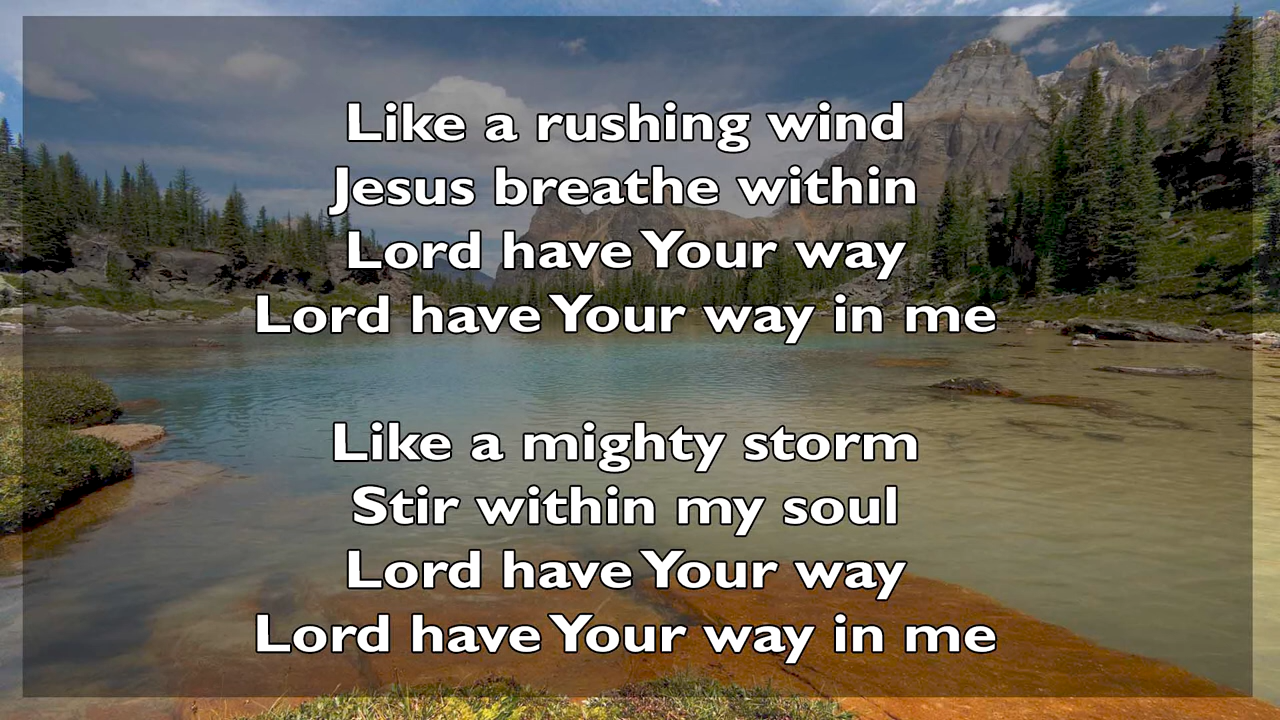 Like a rushing wind
Jesus breathe within
Lord have Your way
Lord have Your way in me
Like a mighty storm
Stir within my soul
Lord have Your way
Lord have Your way in me